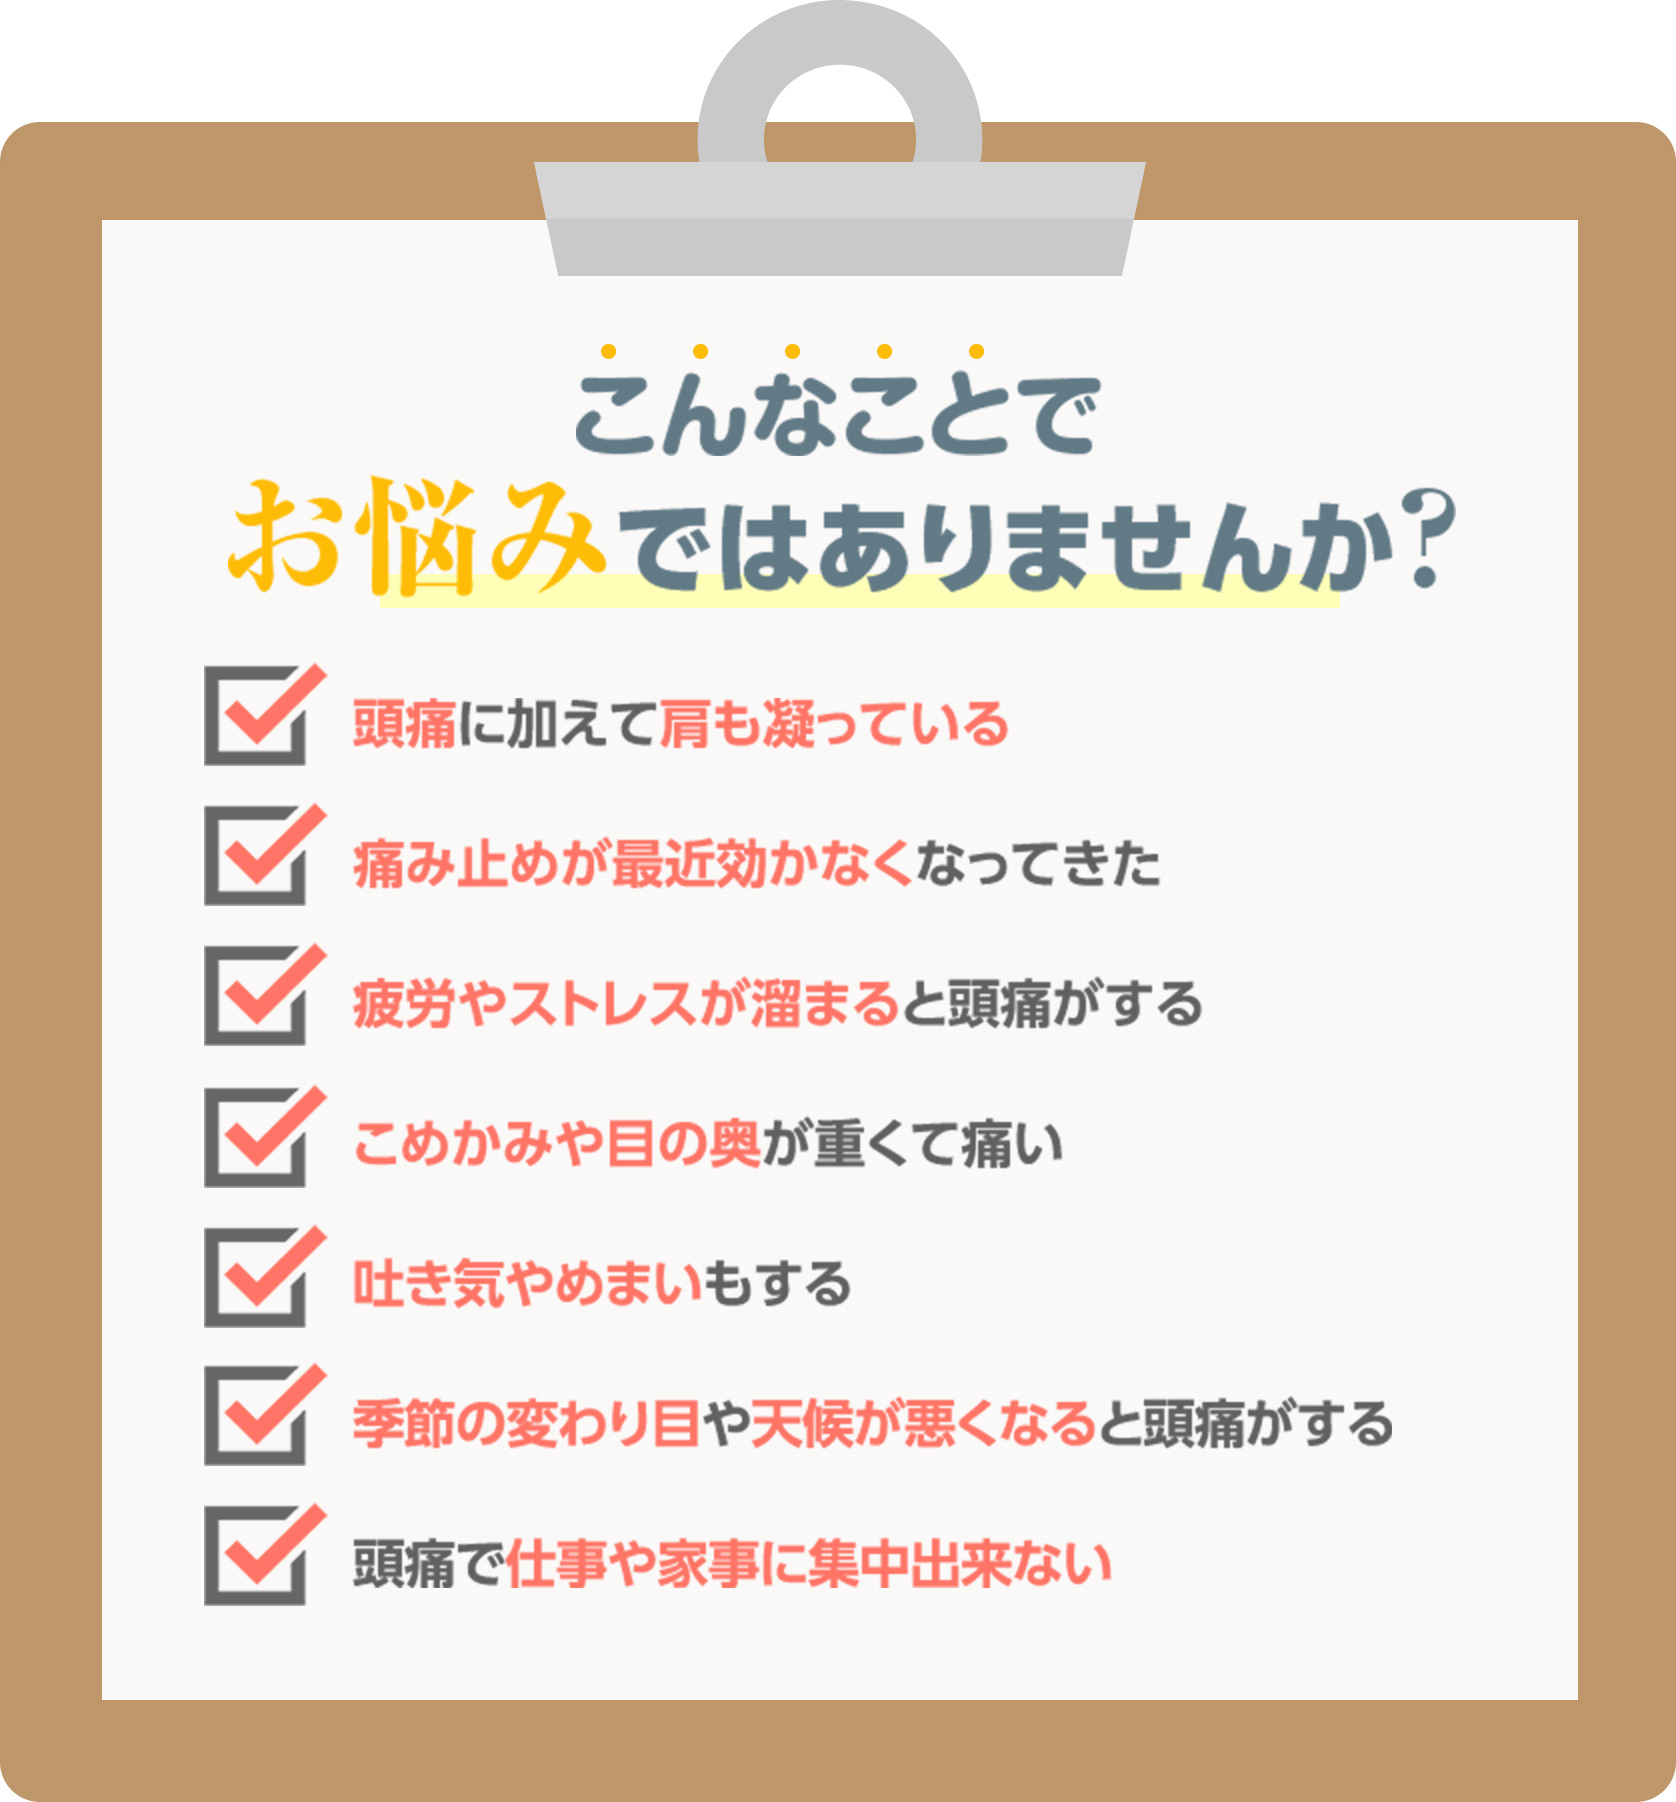 こんなことで
お悩みではありませんか?
頭痛に加えて肩も凝っている
痛み止めが最近効かなくなってきた
疲労やストレスが溜まると頭痛がする
こめかみや目の奥が重くて痛い
吐き気やめまいもする
季節の変わり目や天候が悪くなると頭痛がする
頭痛で仕事や家事に集中出来ない